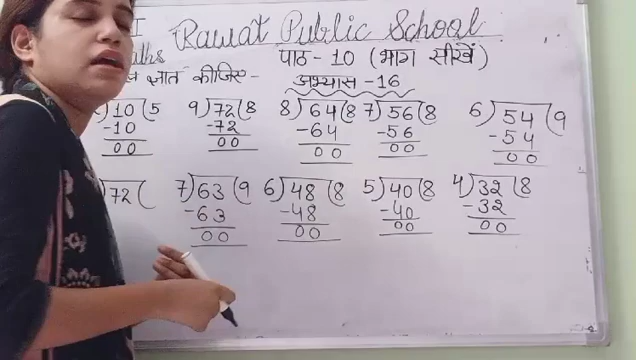 I Rawat Public School
पाठ - 10 (भाग सीखें)
ज्ञात कीजिए -
अभ्यास - 16
)10(5 9)72(8 8)64(8 7)56(8 6)54(9
-10 -72 -64 -56 -54
00 00 00 00 00
)72( 7)63(9 6)48(8 5)40(8 4)32(8
-63 -48 -40 -32
00 00 00 00